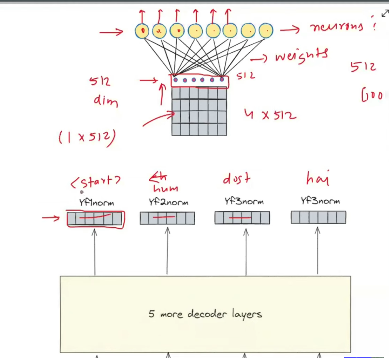 neurons :
weights
512
512
dim
512
(1 x 512)
4 x 512
<start> hum dost hai
Yf1norm Yf2norm Yf3norm Yf3norm
5 more decoder layers